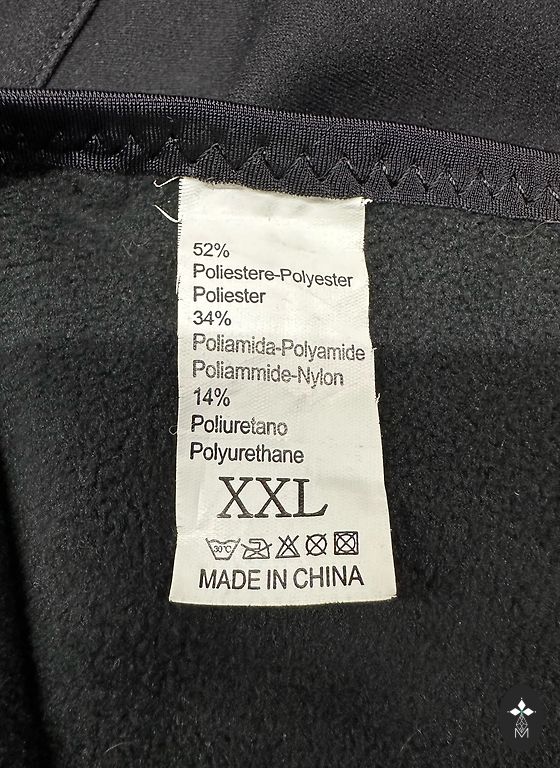 52%
Poliestere-Polyester
Poliester
34%
Poliamida-Polyamide
Poliammide-Nylon
14%
Poliuretano
Polyurethane
XXL
30°C
MADE IN CHINA
M